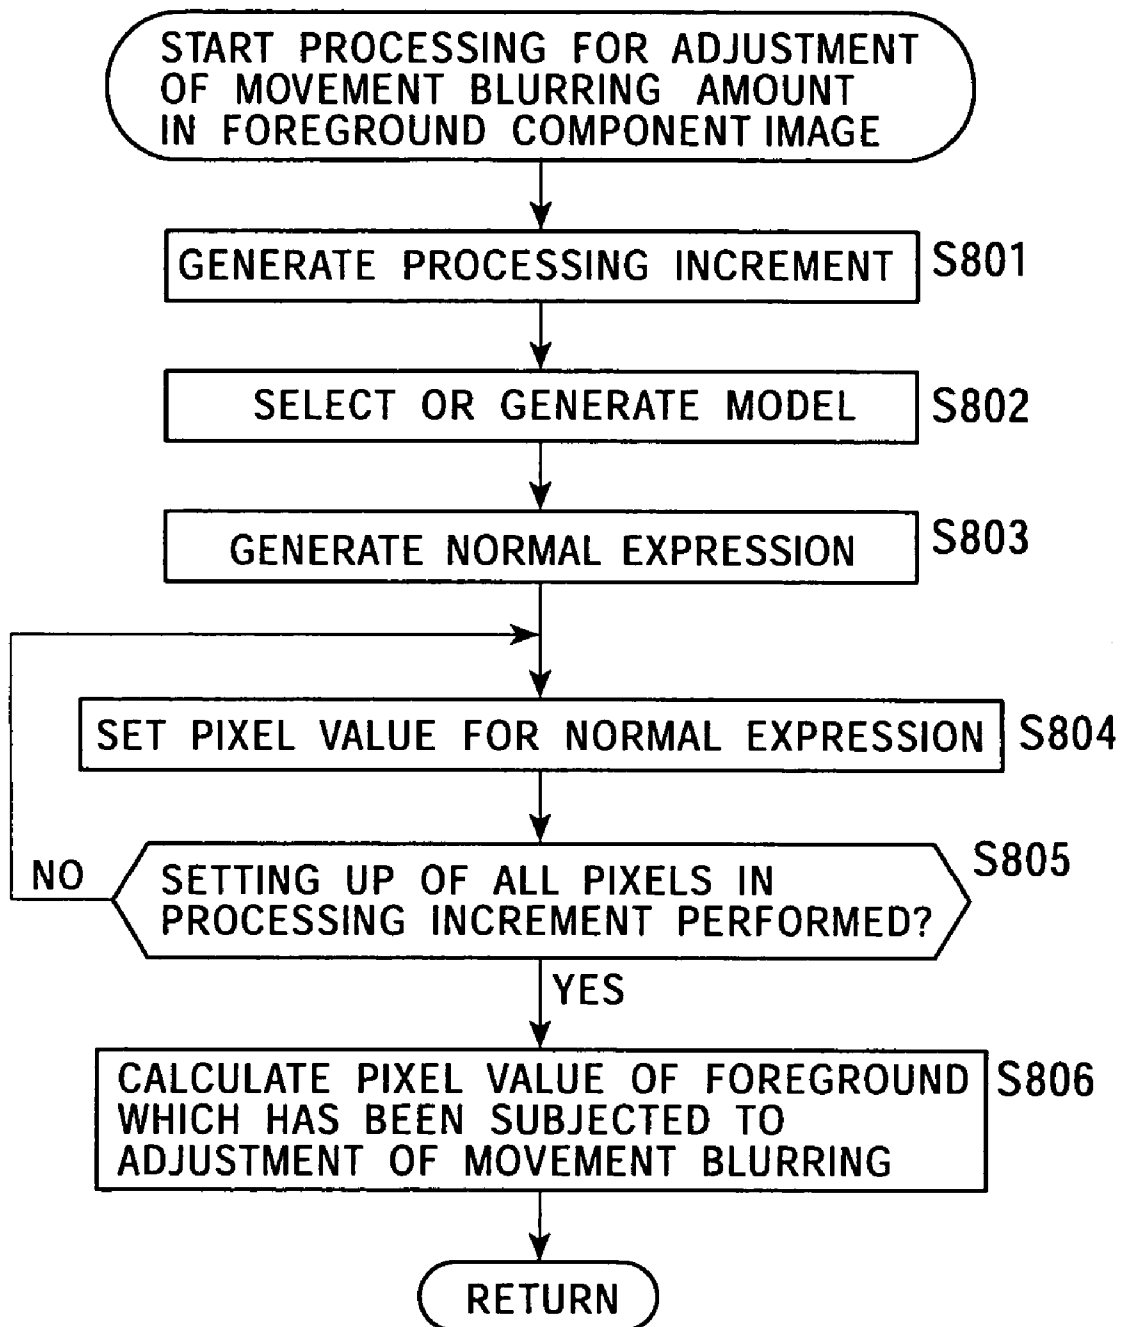 START PROCESSING FOR ADJUSTMENT
OF MOVEMENT BLURRING AMOUNT
IN FOREGROUND COMPONENT IMAGE
GENERATE PROCESSING INCREMENT
S801
SELECT OR GENERATE MODEL
S802
GENERATE NORMAL EXPRESSION
S803
SET PIXEL VALUE FOR NORMAL EXPRESSION
S804
SETTING UP OF ALL PIXELS IN
PROCESSING INCREMENT PERFORMED?
S805
NO
YES
CALCULATE PIXEL VALUE OF FOREGROUND
WHICH HAS BEEN SUBJECTED TO
ADJUSTMENT OF MOVEMENT BLURRING
S806
RETURN